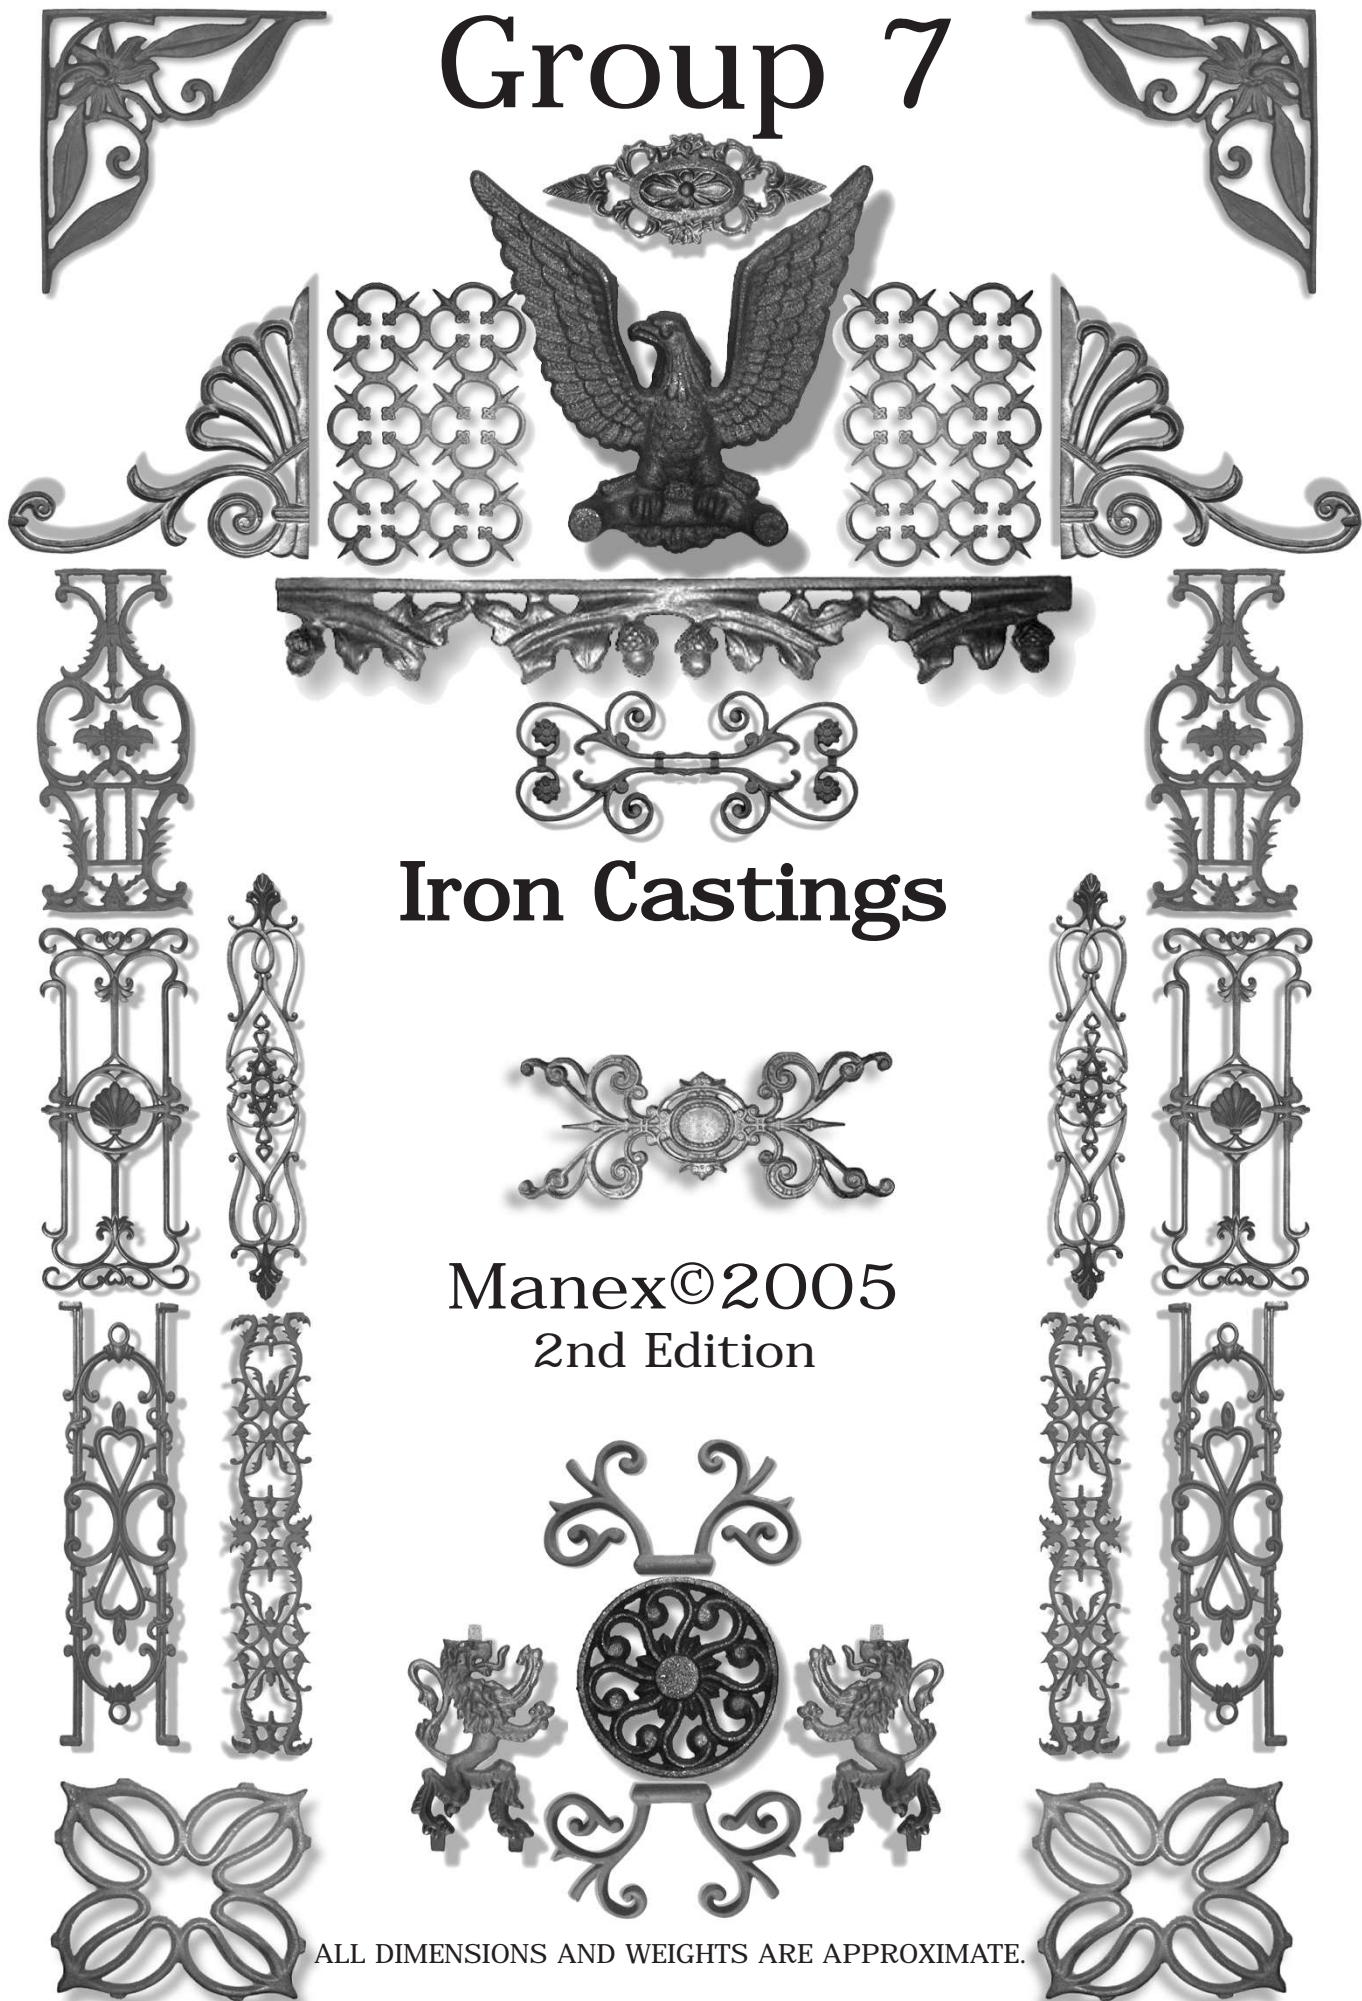 Group 7
Iron Castings
Manex©2005
2nd Edition
ALL DIMENSIONS AND WEIGHTS ARE APPROXIMATE.